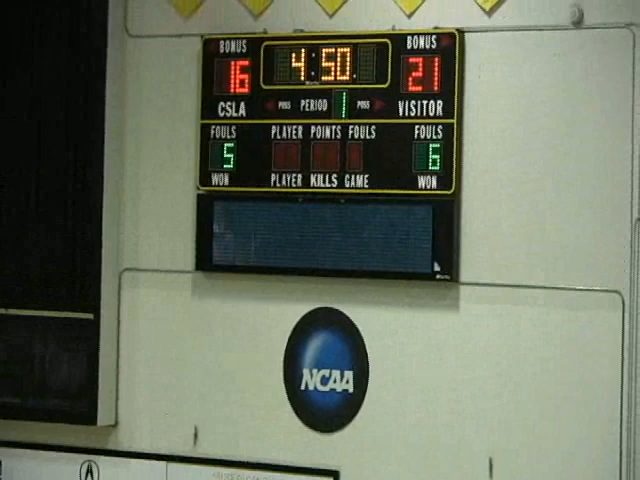 BONUS BONUS
16 4:50 21
CSLA POSS PERIOD 1 POSS VISITOR
FOULS PLAYER POINTS FOULS FOULS
5 6
WON PLAYER KILLS GAME WON
NCAA